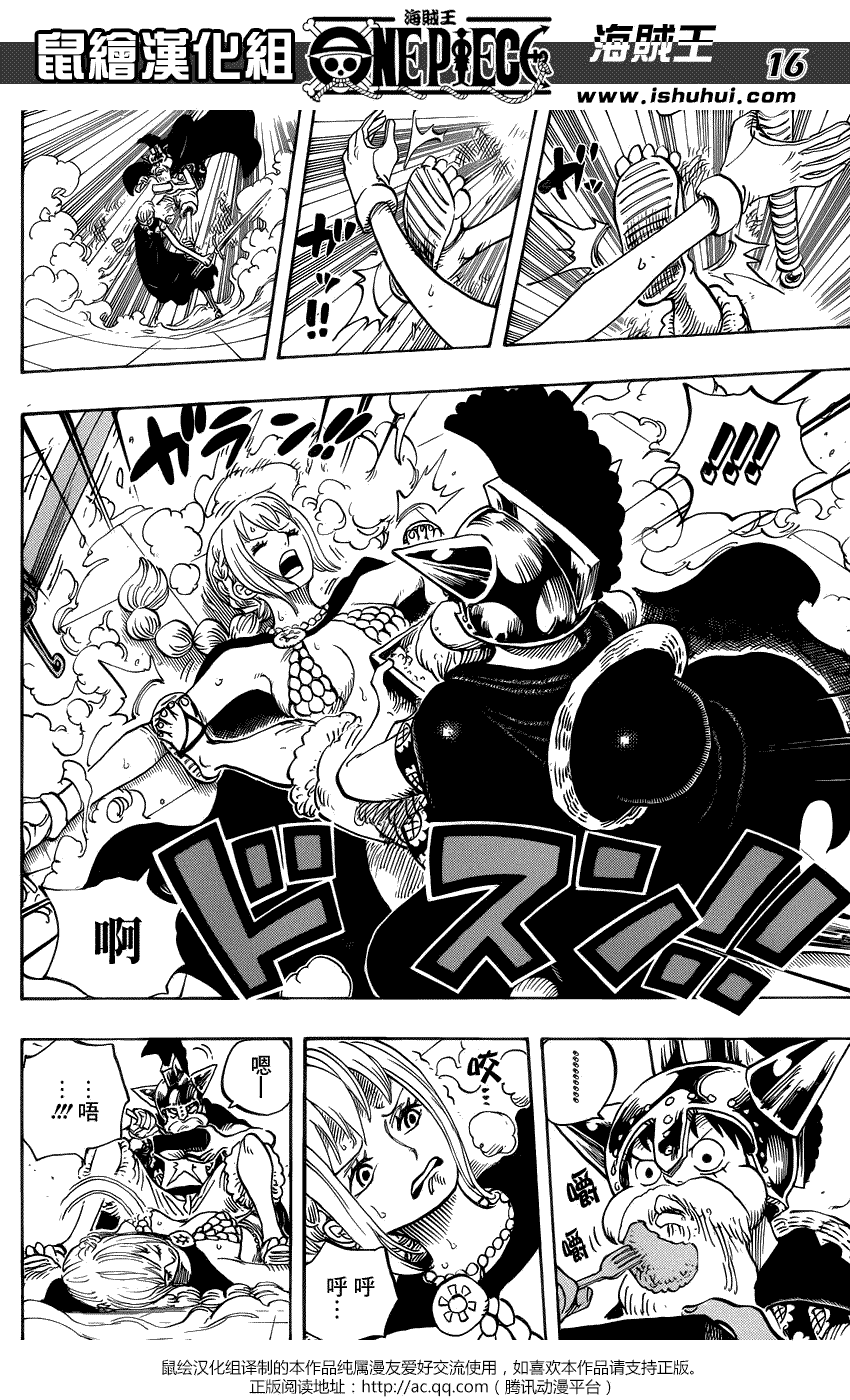 鼠繪漢化組
海賊王
ONE PIECE
海賊王
16
www.ishuhui.com
ガッ!!
ガッ!!
ガラン!!
!!!!
ドスン!!
啊
…………
嚼
嚼
咬…
呼呼…
嗯—
……唔!!!
鼠绘汉化组译制的本作品纯属漫友爱好交流使用，如喜欢本作品请支持正版。
正版阅读地址：http://ac.qq.com（腾讯动漫平台）